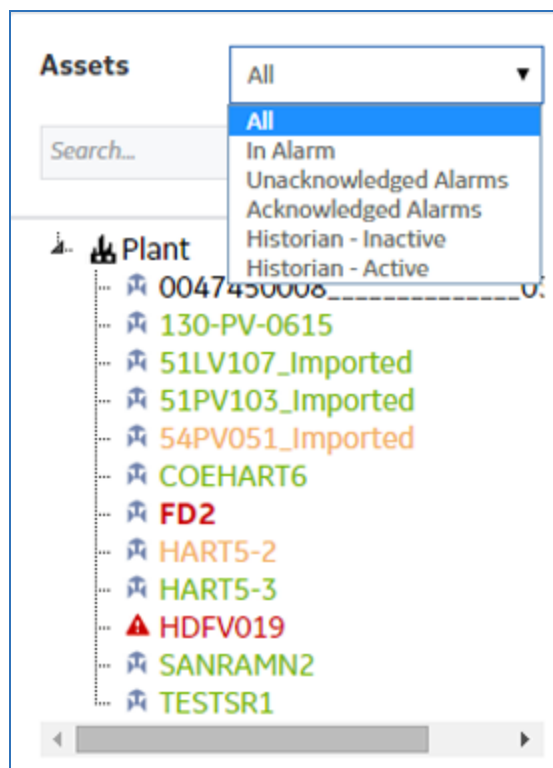 Assets
All
All
In Alarm
Unacknowledged Alarms
Acknowledged Alarms
Historian - Inactive
Historian - Active
Search...
Plant
0047450008______________0
130-PV-0615
51LV107_Imported
51PV103_Imported
54PV051_Imported
COEHART6
FD2
HART5-2
HART5-3
HDFV019
SANRAMN2
TESTSR1